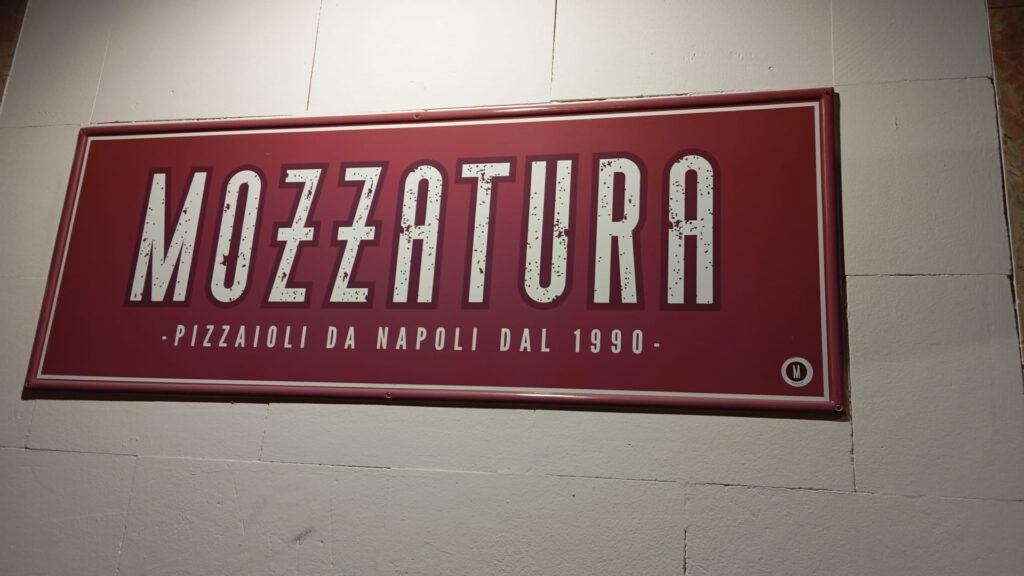 MOZZATURA
-PIZZAIOLI DA NAPOLI DAL 1990-
M